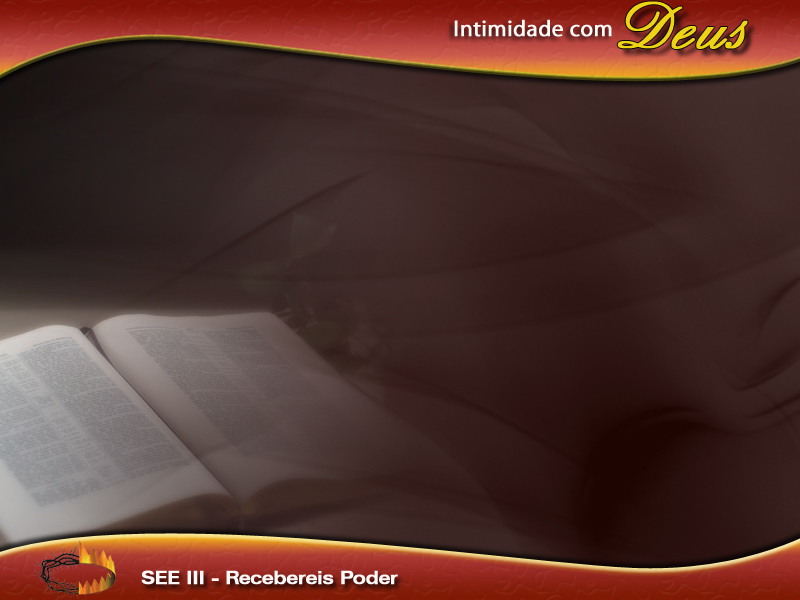 Intimidade com Deus
SEE III - Recebereis Poder